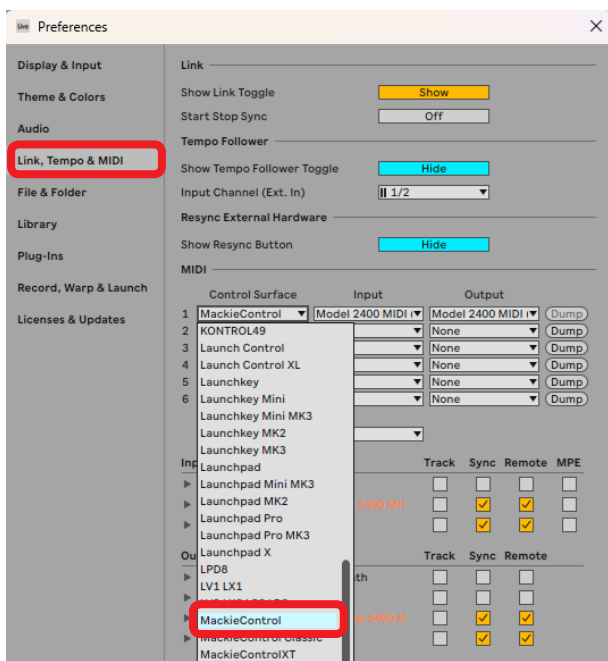 Live Preferences
Display & Input
Theme & Colors
Audio
Link, Tempo & MIDI
File & Folder
Library
Plug-Ins
Record, Warp & Launch
Licenses & Updates
Link
Show Link Toggle Show
Start Stop Sync Off
Tempo Follower
Show Tempo Follower Toggle Hide
Input Channel (Ext. In) 1/2
Resync External Hardware
Show Resync Button Hide
MIDI
Control Surface Input Output
1 MackieControl Model 2400 MIDI Model 2400 MIDI Dump
2 None Dump
3 None Dump
4 None Dump
5 None Dump
6 None Dump
KONTROL49
Launch Control
Launch Control XL
Launchkey
Launchkey Mini
Launchkey Mini MK3
Launchkey MK2
Launchkey MK3
Launchpad
Launchpad Mini MK3
Launchpad MK2
Launchpad Pro
Launchpad Pro MK3
Launchpad X
LPD8
LV1 LX1
MackieControl
MackieControl Classic
MackieControlXT
Track Sync Remote MPE
Track Sync Remote